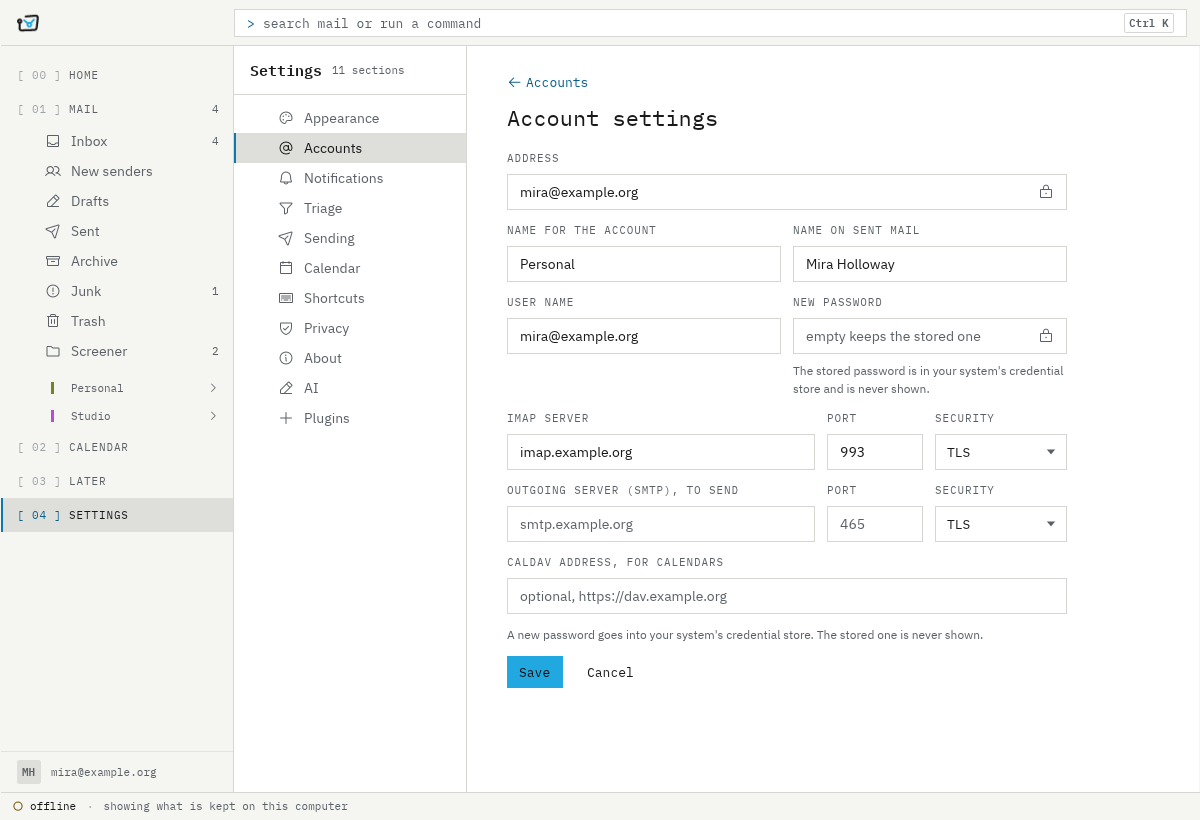 > search mail or run a command
Ctrl K
[ 00 ] HOME
[ 01 ] MAIL 4
Inbox 4
New senders
Drafts
Sent
Archive
Junk 1
Trash
Screener 2
Personal
Studio
[ 02 ] CALENDAR
[ 03 ] LATER
[ 04 ] SETTINGS
MH mira@example.org
Settings 11 sections
Appearance
Accounts
Notifications
Triage
Sending
Calendar
Shortcuts
Privacy
About
AI
Plugins
← Accounts
Account settings
ADDRESS
mira@example.org
NAME FOR THE ACCOUNT NAME ON SENT MAIL
Personal Mira Holloway
USER NAME NEW PASSWORD
mira@example.org empty keeps the stored one
The stored password is in your system's credential
store and is never shown.
IMAP SERVER PORT SECURITY
imap.example.org 993 TLS
OUTGOING SERVER (SMTP), TO SEND PORT SECURITY
smtp.example.org 465 TLS
CALDAV ADDRESS, FOR CALENDARS
optional, https://dav.example.org
A new password goes into your system's credential store. The stored one is never shown.
Save Cancel
offline · showing what is kept on this computer